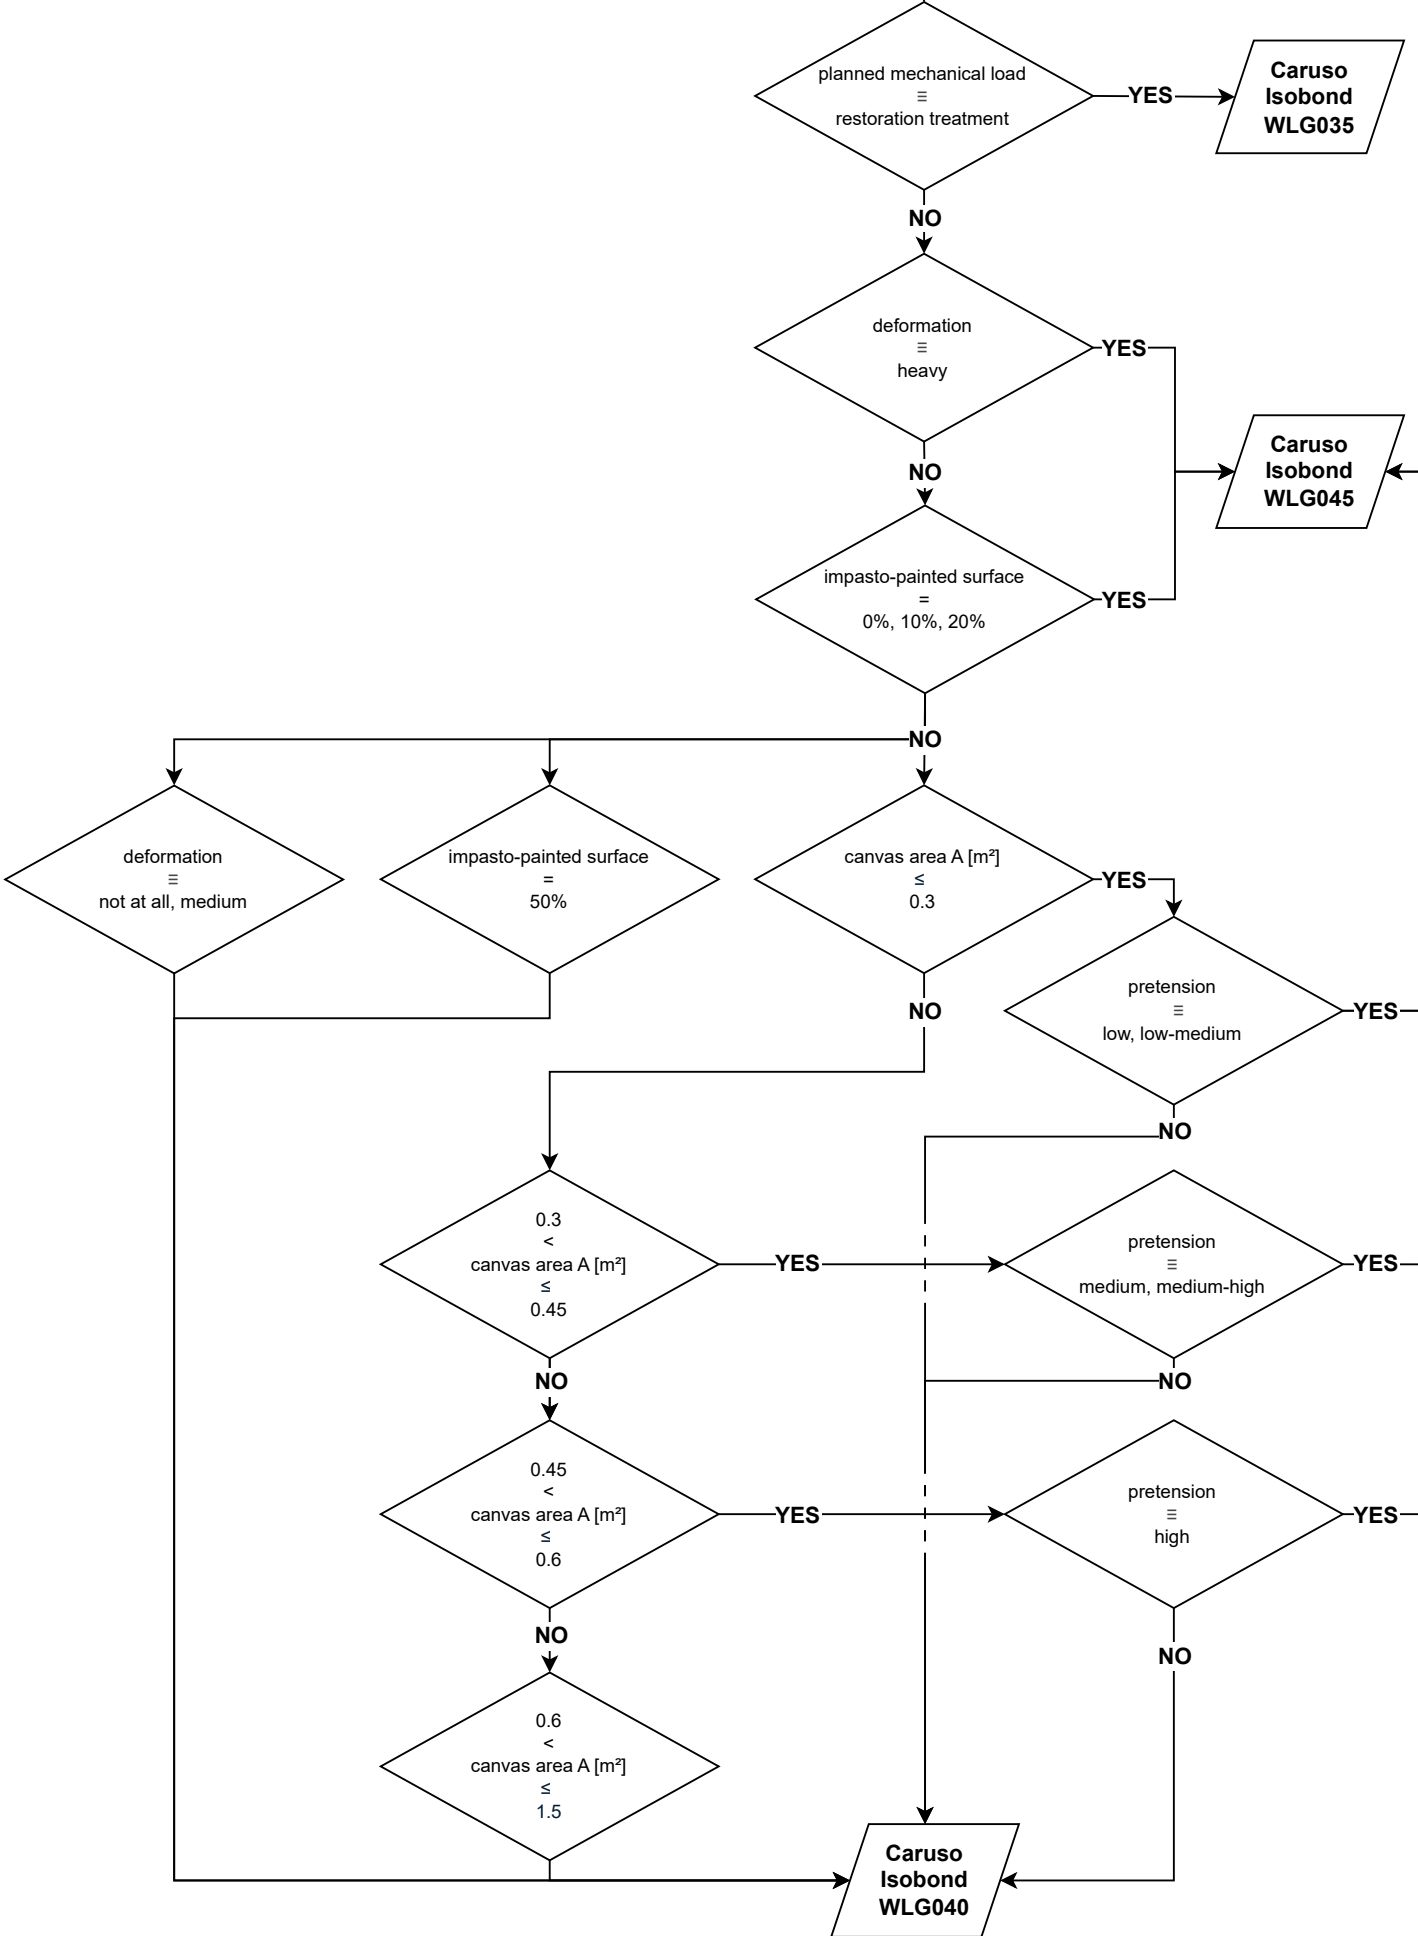 planned mechanical load
≡
restoration treatment
YES
Caruso
Isobond
WLG035
NO
deformation
≡
heavy
YES
Caruso
Isobond
WLG045
NO
impasto-painted surface
=
0%, 10%, 20%
YES
NO
deformation
≡
not at all, medium
impasto-painted surface
=
50%
canvas area A [m²]
≤
0.3
YES
NO
pretension
≡
low, low-medium
YES
NO
0.3
<
canvas area A [m²]
≤
0.45
YES
pretension
≡
medium, medium-high
YES
NO
NO
0.45
<
canvas area A [m²]
≤
0.6
YES
pretension
≡
high
YES
NO
NO
0.6
<
canvas area A [m²]
≤
1.5
Caruso
Isobond
WLG040